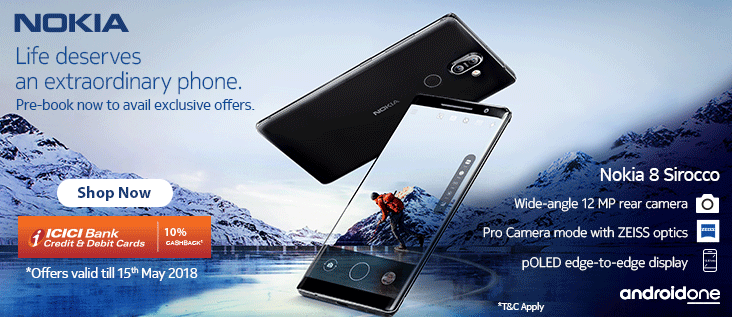 NOKIA
Life deserves
an extraordinary phone.
Pre-book now to avail exclusive offers.
NOKIA
Shop Now
ICICI Bank
Credit & Debit Cards
10%
CASHBACK*
*Offers valid till 15th May 2018
Nokia 8 Sirocco
Wide-angle 12 MP rear camera
Pro Camera mode with ZEISS optics
ZEISS
pOLED edge-to-edge display
androidone
*T&C Apply